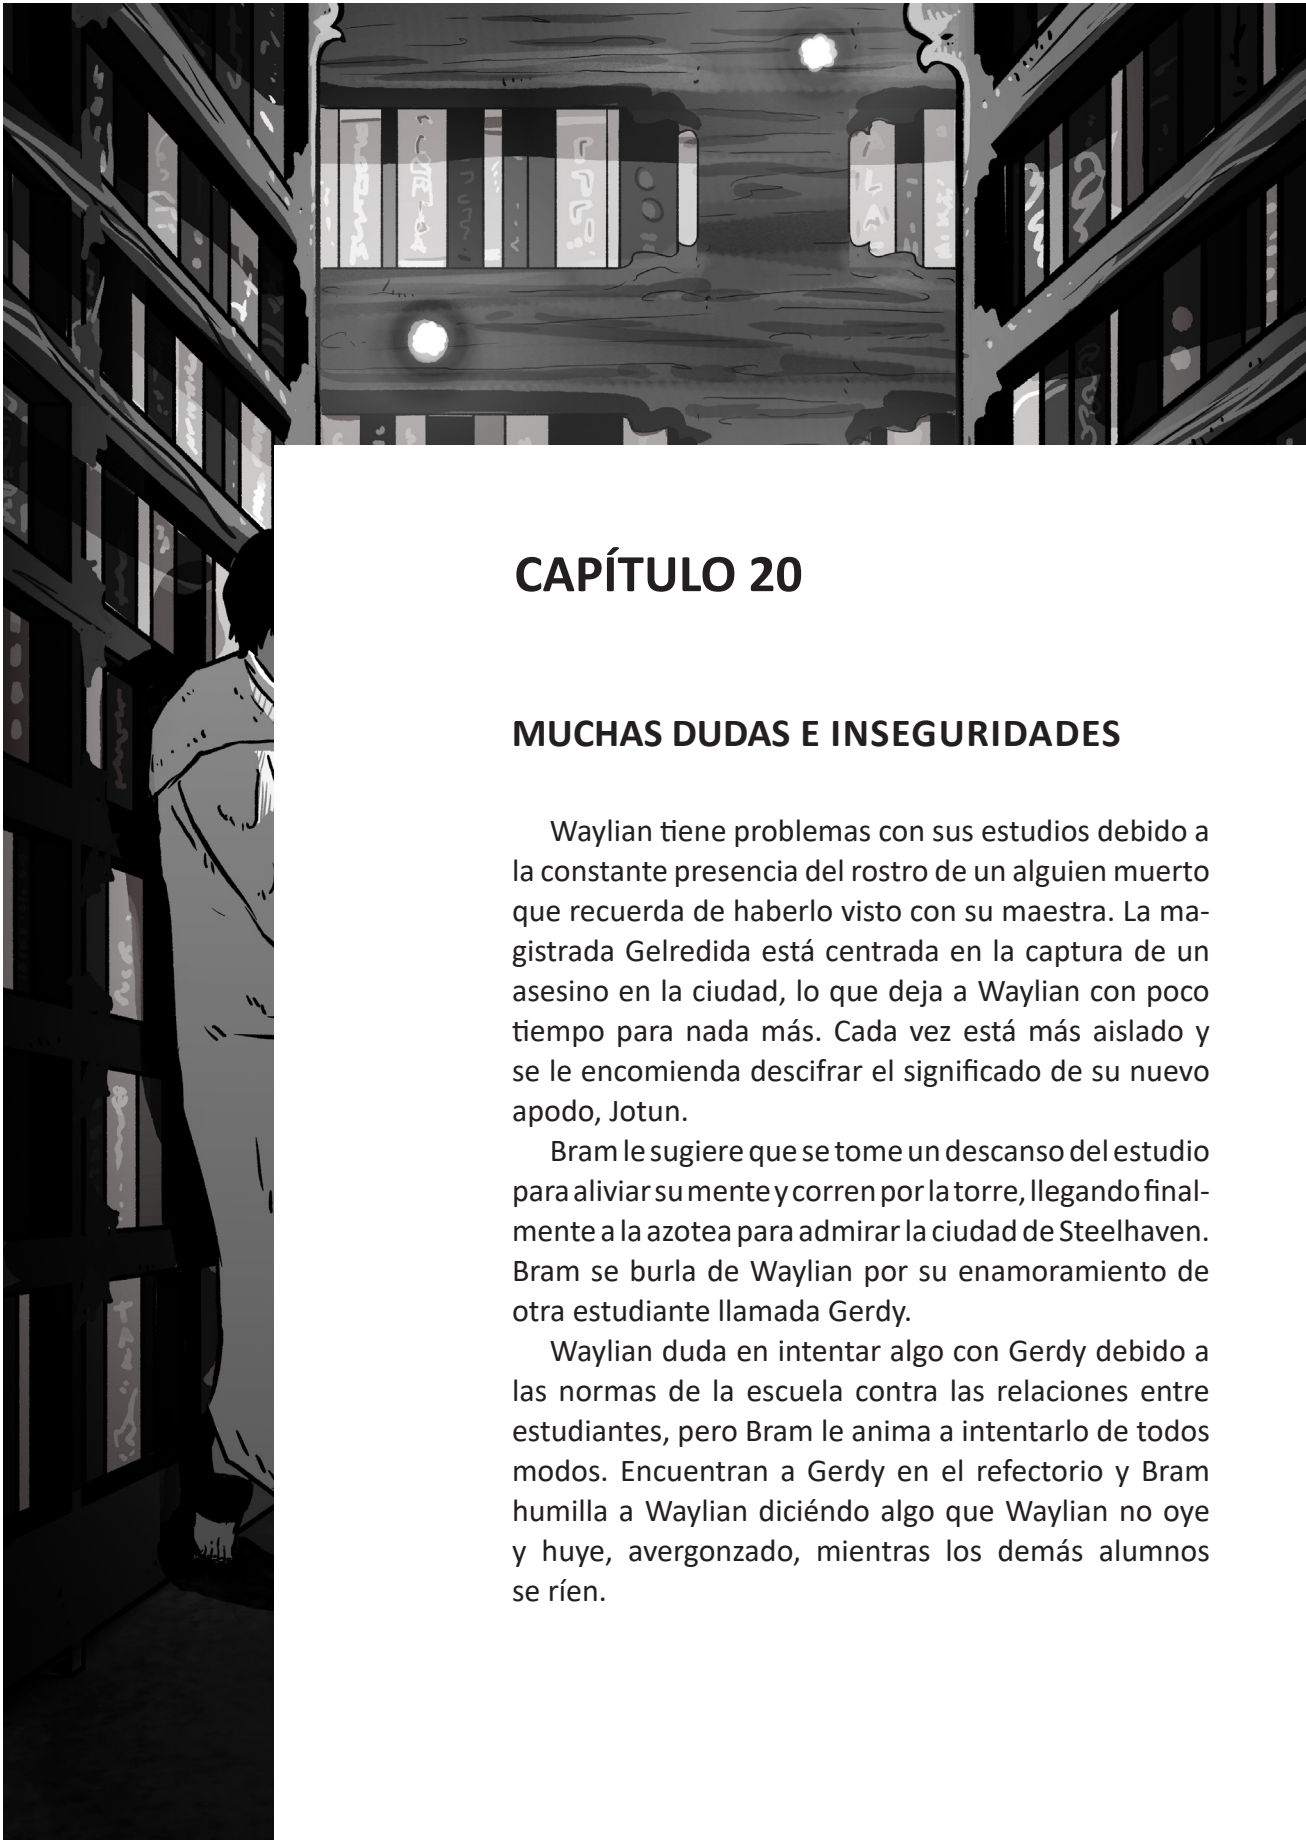 CAPÍTULO 20
MUCHAS DUDAS E INSEGURIDADES
Waylian tiene problemas con sus estudios debido a
la constante presencia del rostro de un alguien muerto
que recuerda de haberlo visto con su maestra. La ma-
gistrada Gelredida está centrada en la captura de un
asesino en la ciudad, lo que deja a Waylian con poco
tiempo para nada más. Cada vez está más aislado y
se le encomienda descifrar el significado de su nuevo
apodo, Jotun.
Bram le sugiere que se tome un descanso del estudio
para aliviar su mente y corren por la torre, llegando final-
mente a la azotea para admirar la ciudad de Steelhaven.
Bram se burla de Waylian por su enamoramiento de
otra estudiante llamada Gerdy.
Waylian duda en intentar algo con Gerdy debido a
las normas de la escuela contra las relaciones entre
estudiantes, pero Bram le anima a intentarlo de todos
modos. Encuentran a Gerdy en el refectorio y Bram
humilla a Waylian diciéndo algo que Waylian no oye
y huye, avergonzado, mientras los demás alumnos
se ríen.